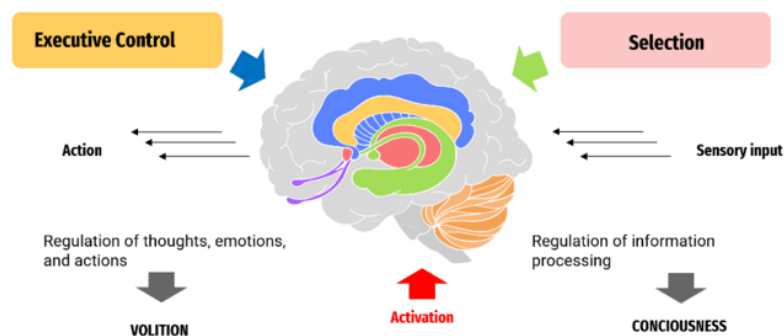 Executive Control
Selection
Action
Sensory input
Regulation of thoughts, emotions,
and actions
Regulation of information
processing
Activation
VOLITION
CONCIOUSNESS